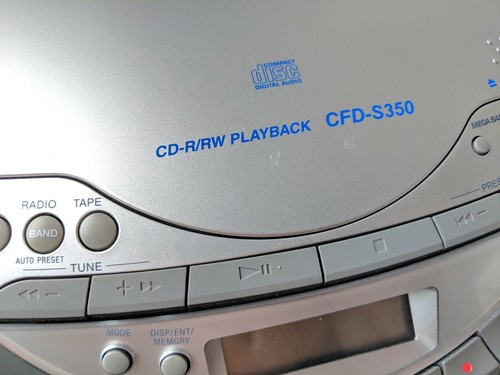 COMPACT
disc
DIGITAL AUDIO
CD-R/RW PLAYBACK CFD-S350
MEGA BA
PRES
RADIO TAPE
BAND
AUTO PRESET
TUNE
MODE DISP/ENT/
MEMORY